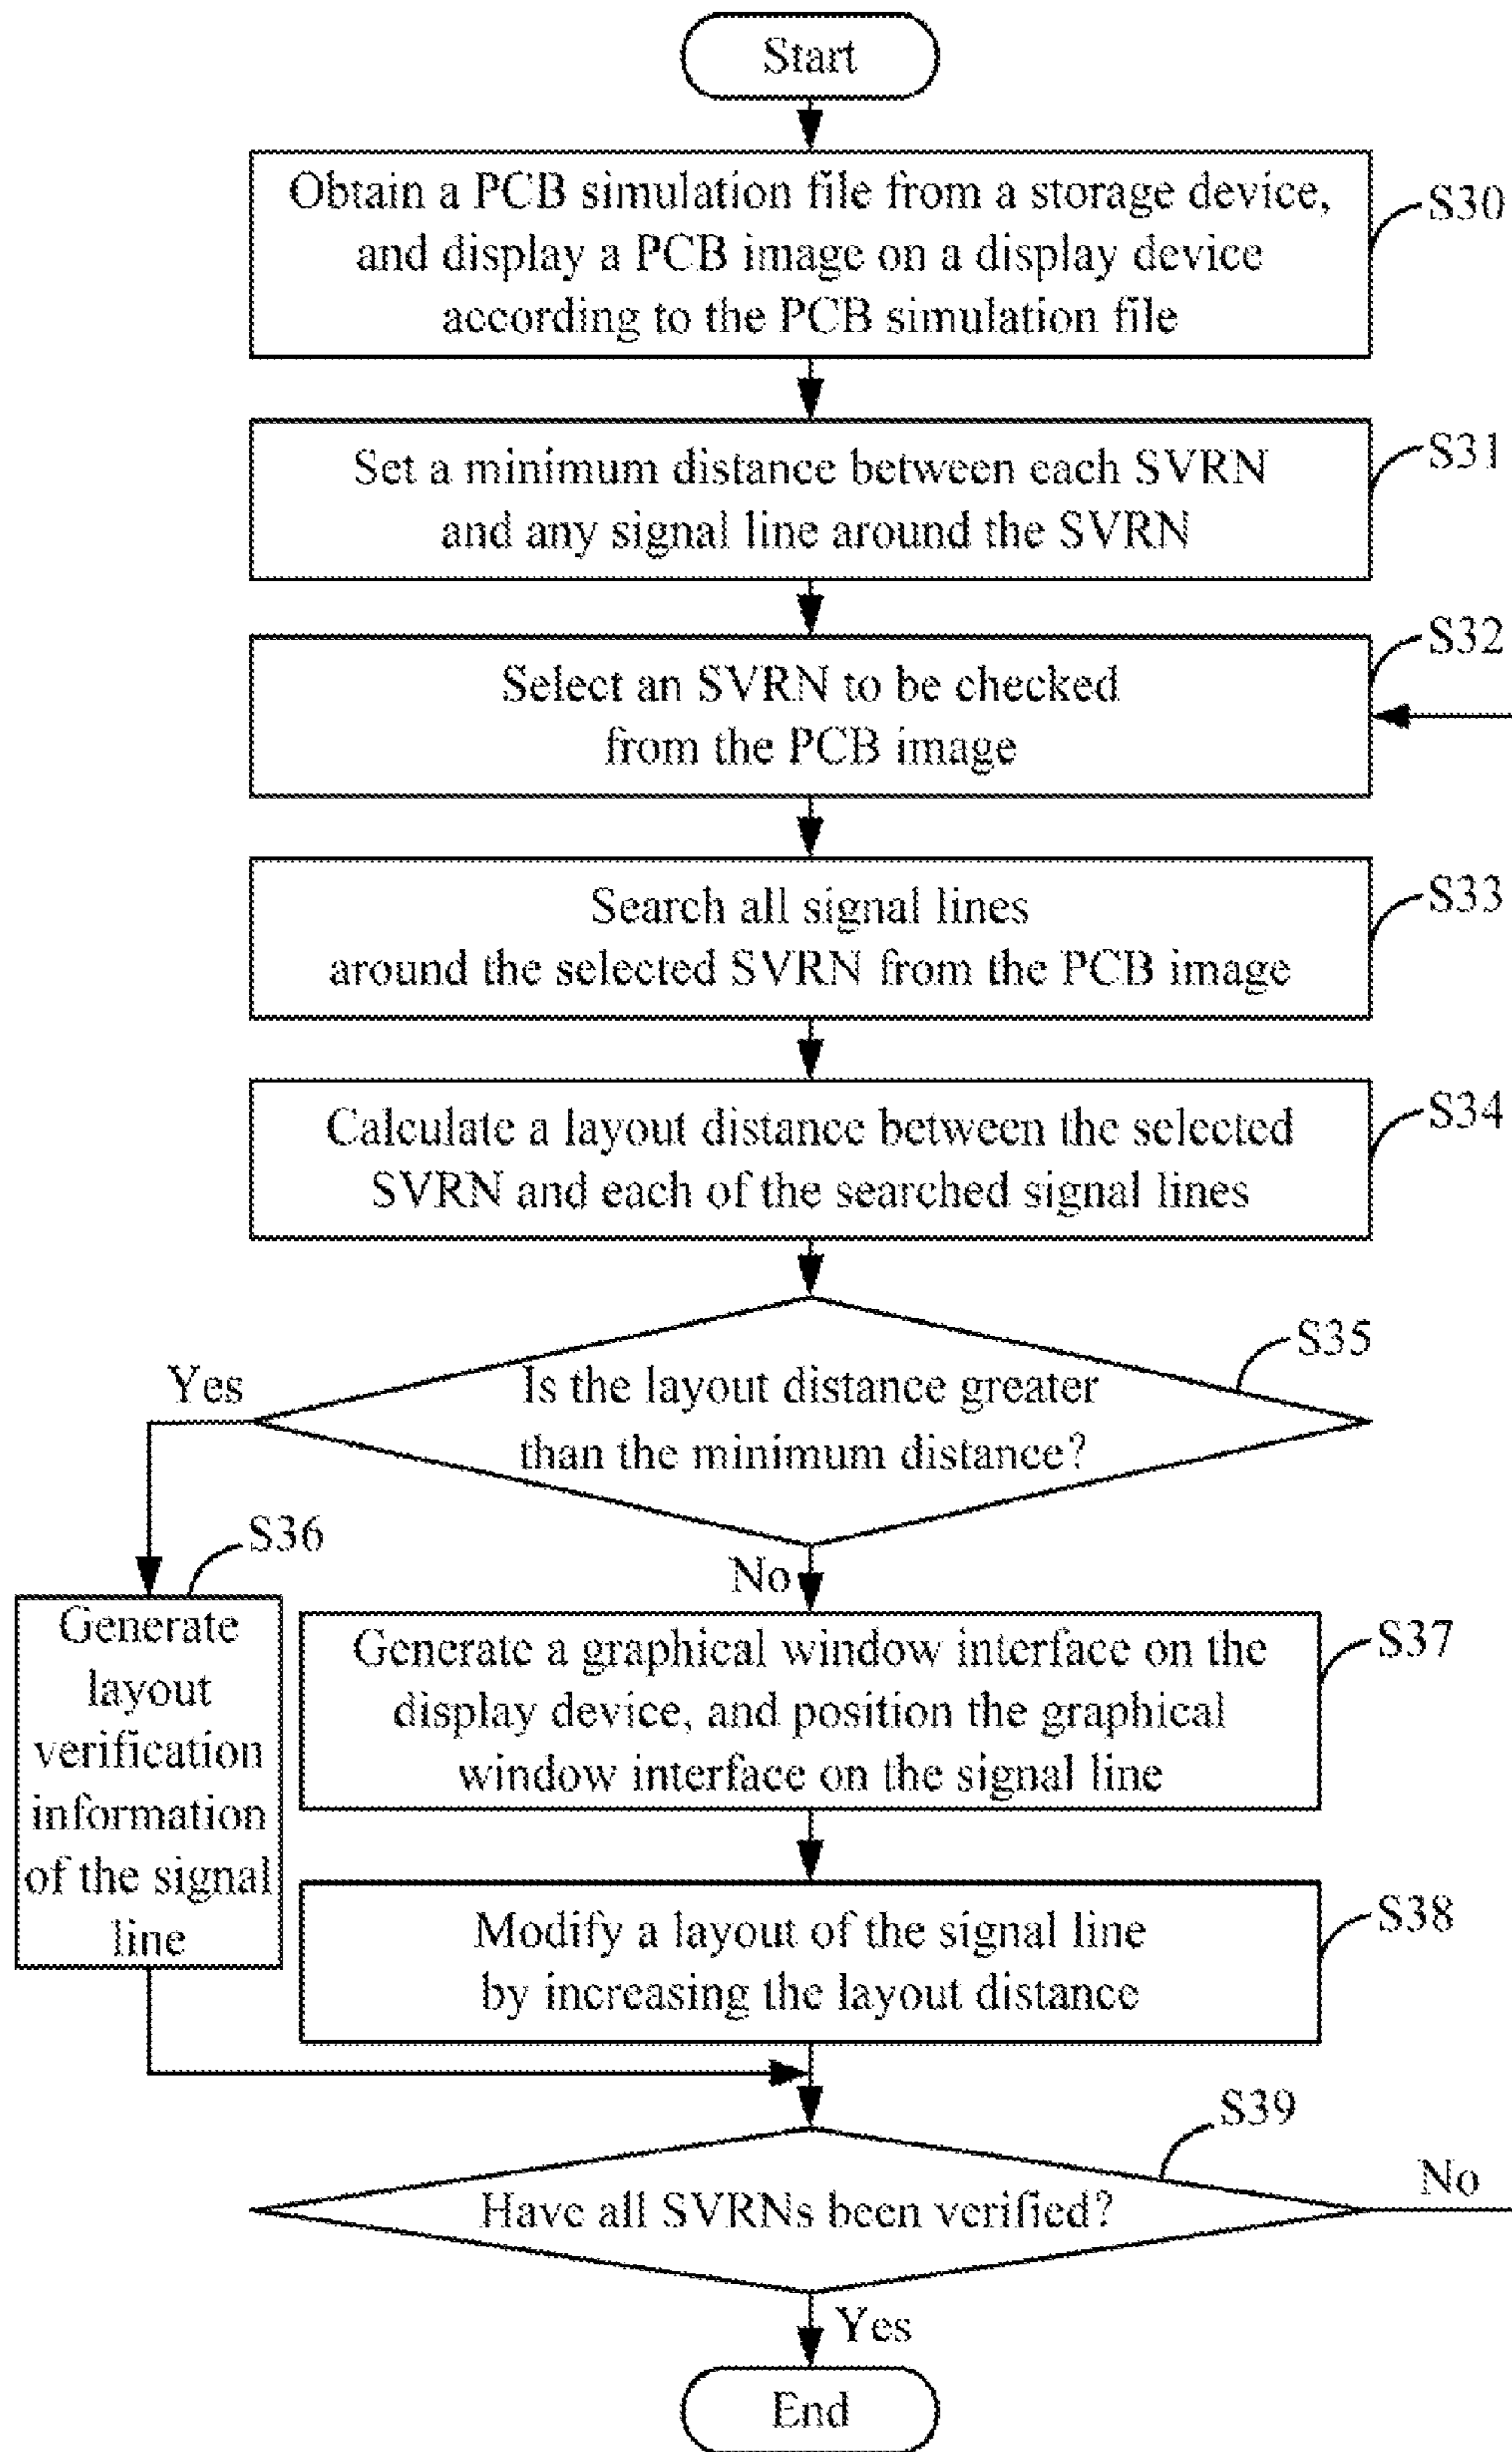 Start
Obtain a PCB simulation file from a storage device,
and display a PCB image on a display device
according to the PCB simulation file
S30
Set a minimum distance between each SVRN
and any signal line around the SVRN
S31
Select an SVRN to be checked
from the PCB image
S32
Search all signal lines
around the selected SVRN from the PCB image
S33
Calculate a layout distance between the selected
SVRN and each of the searched signal lines
S34
Is the layout distance greater
than the minimum distance?
S35
Yes
No
S36
Generate
layout
verification
information
of the signal
line
Generate a graphical window interface on the
display device, and position the graphical
window interface on the signal line
S37
Modify a layout of the signal line
by increasing the layout distance
S38
Have all SVRNs been verified?
S39
No
Yes
End